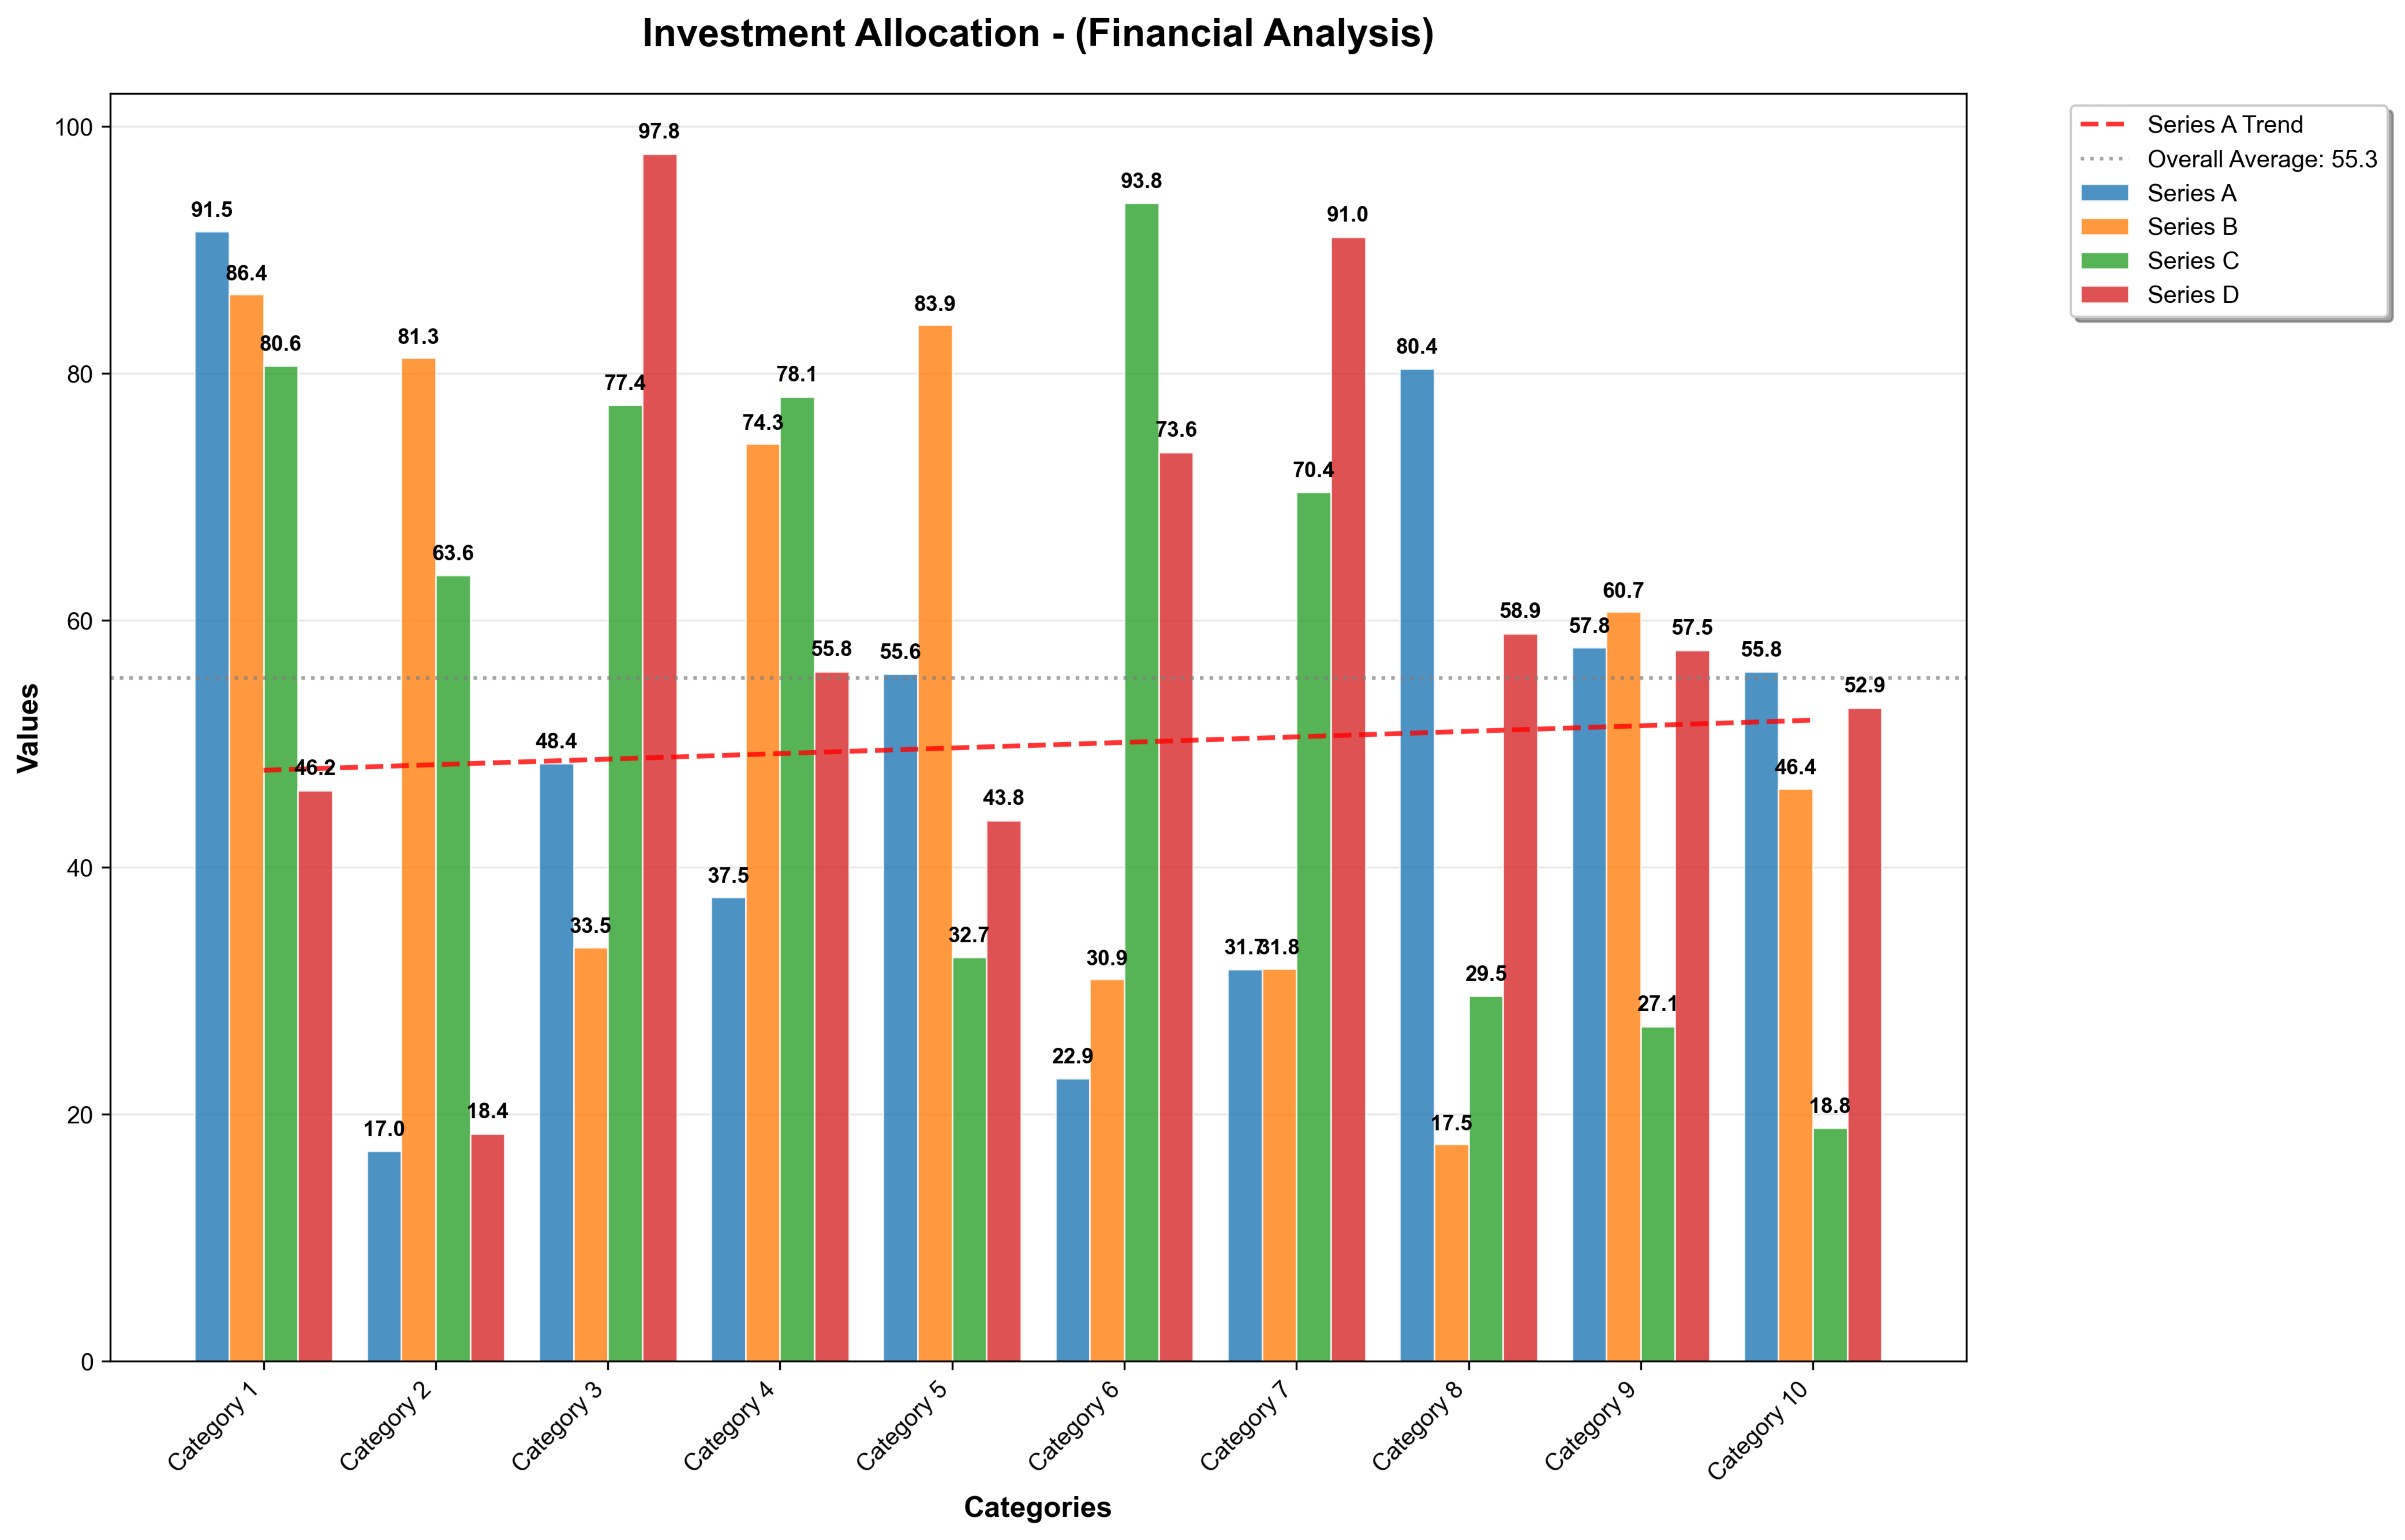 Investment Allocation - (Financial Analysis)
Series A Trend
Overall Average: 55.3
Series A
Series B
Series C
Series D
Values
100
80
60
40
20
0
91.5
86.4
80.6
46.2
17.0
81.3
63.6
18.4
48.4
33.5
77.4
97.8
37.5
74.3
78.1
55.8
55.6
83.9
32.7
43.8
22.9
30.9
93.8
73.6
31.7
31.8
70.4
91.0
80.4
17.5
29.5
58.9
57.8
60.7
27.1
57.5
55.8
46.4
18.8
52.9
Category 1
Category 2
Category 3
Category 4
Category 5
Category 6
Category 7
Category 8
Category 9
Category 10
Categories